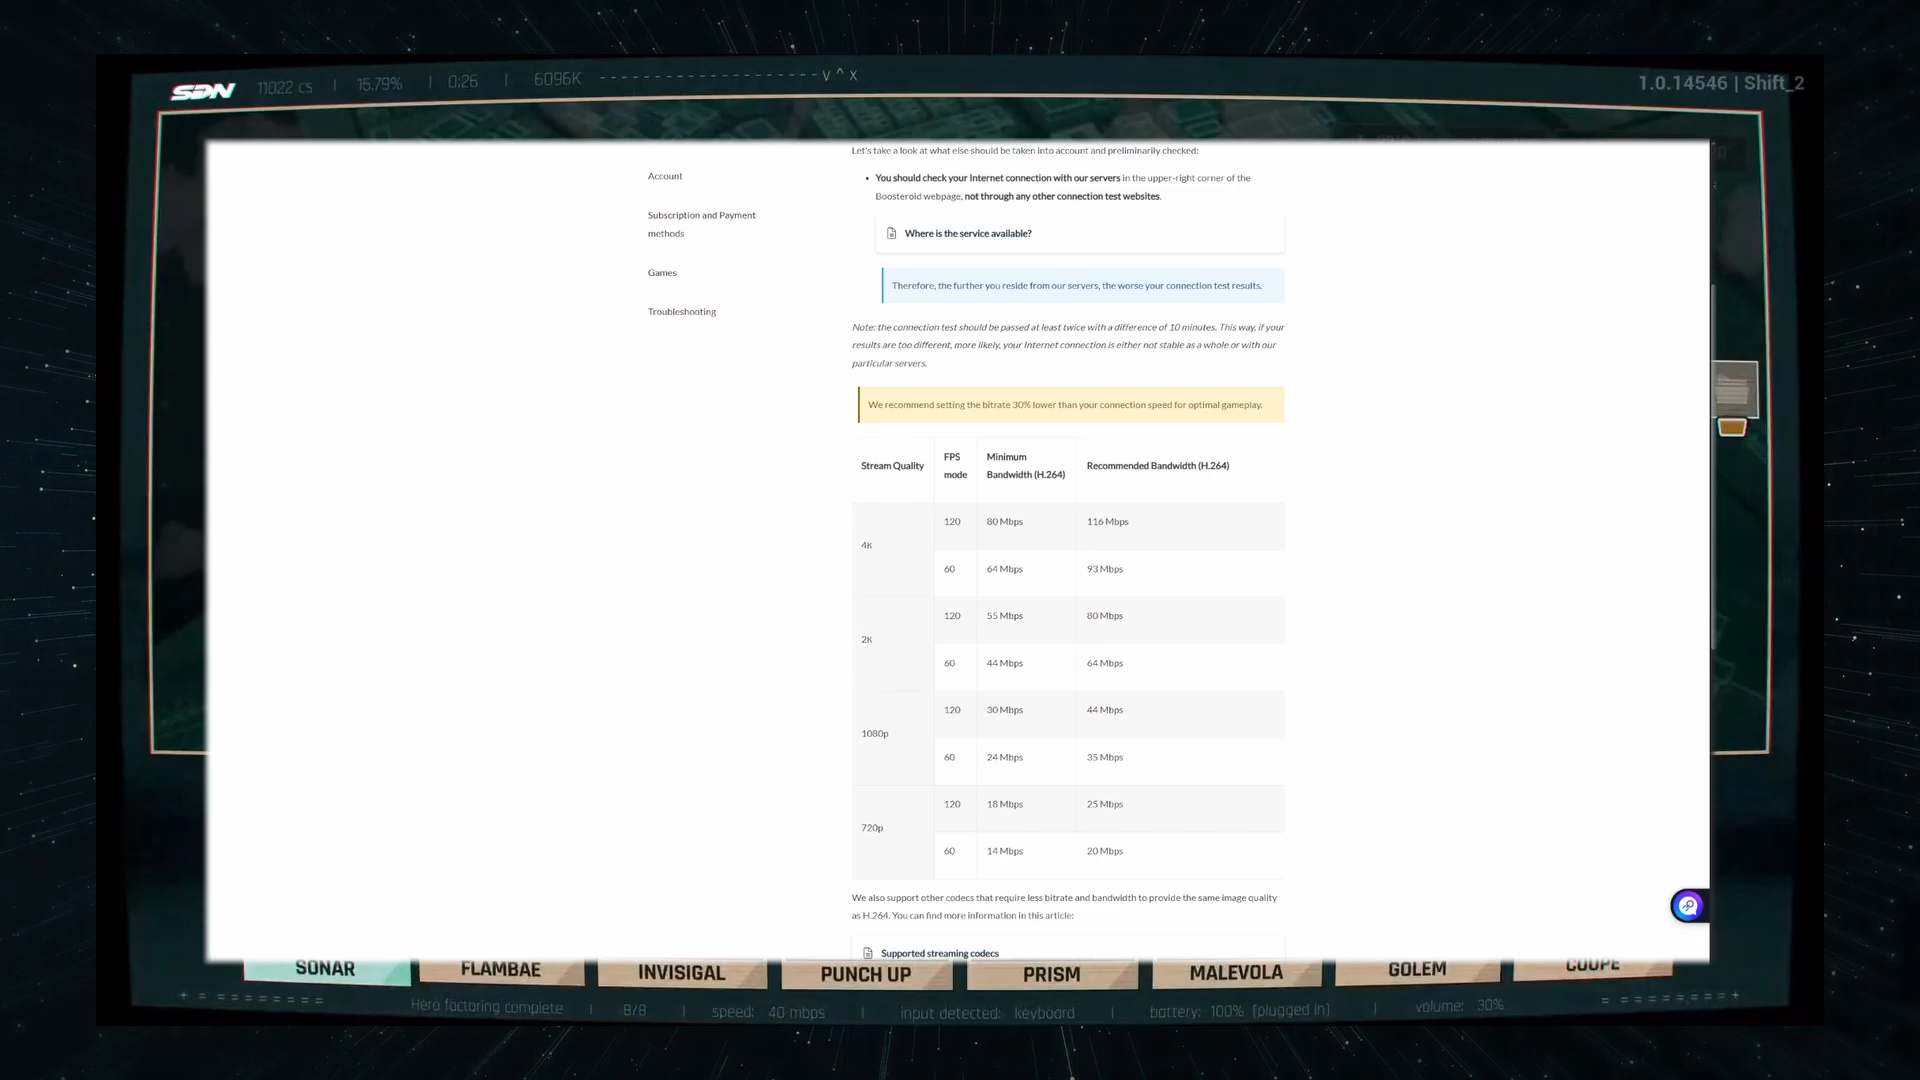 SDN 11022 CS | 15.79% | 0:26 | 6096K ---------------------- V ^ X
1.0.14546 | Shift_2
Account
Subscription and Payment
methods
Games
Troubleshooting
Let's take a look at what else should be taken into account and preliminarily checked:
• You should check your Internet connection with our servers in the upper-right corner of the
Boosteroid webpage, not through any other connection test websites.
Where is the service available?
Therefore, the further you reside from our servers, the worse your connection test results.
Note: the connection test should be passed at least twice with a difference of 10 minutes. This way, if your
results are too different, more likely, your Internet connection is either not stable as a whole or with our
particular servers.
We recommend setting the bitrate 30% lower than your connection speed for optimal gameplay.
Stream Quality FPS mode Minimum Bandwidth (H.264) Recommended Bandwidth (H.264)
4K
120 80 Mbps 116 Mbps
60 64 Mbps 93 Mbps
2K
120 55 Mbps 80 Mbps
60 44 Mbps 64 Mbps
1080p
120 30 Mbps 44 Mbps
60 24 Mbps 35 Mbps
720p
120 18 Mbps 25 Mbps
60 14 Mbps 20 Mbps
We also support other codecs that require less bitrate and bandwidth to provide the same image quality
as H.264. You can find more information in this article:
Supported streaming codecs
SONAR FLAMBAE INVISIGAL PUNCH UP PRISM MALEVOLA GOLEM COUPE
+ = = = = = = = = = Hero factoring complete | 8/8 | speed: 40 mbps | input detected: keyboard | battery: 100% [plugged in] | volume: 30% = = = = = = = = = +